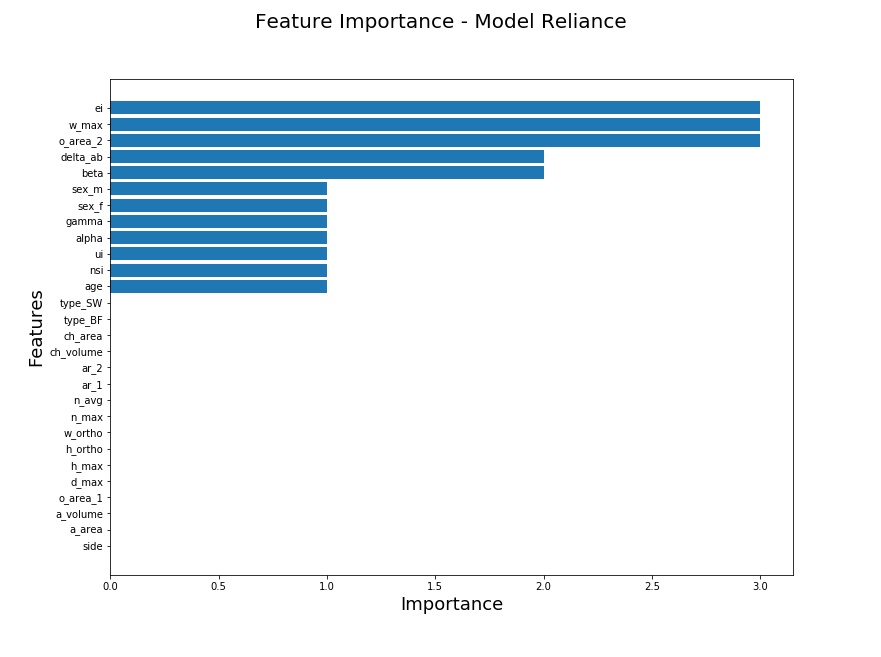 Feature Importance - Model Reliance
ei
w_max
o_area_2
delta_ab
beta
sex_m
sex_f
gamma
alpha
ui
nsi
age
type_SW
type_BF
ch_area
ch_volume
ar_2
ar_1
n_avg
n_max
w_ortho
h_ortho
h_max
d_max
o_area_1
a_volume
a_area
side
Features
0.0 0.5 1.0 1.5 2.0 2.5 3.0
Importance